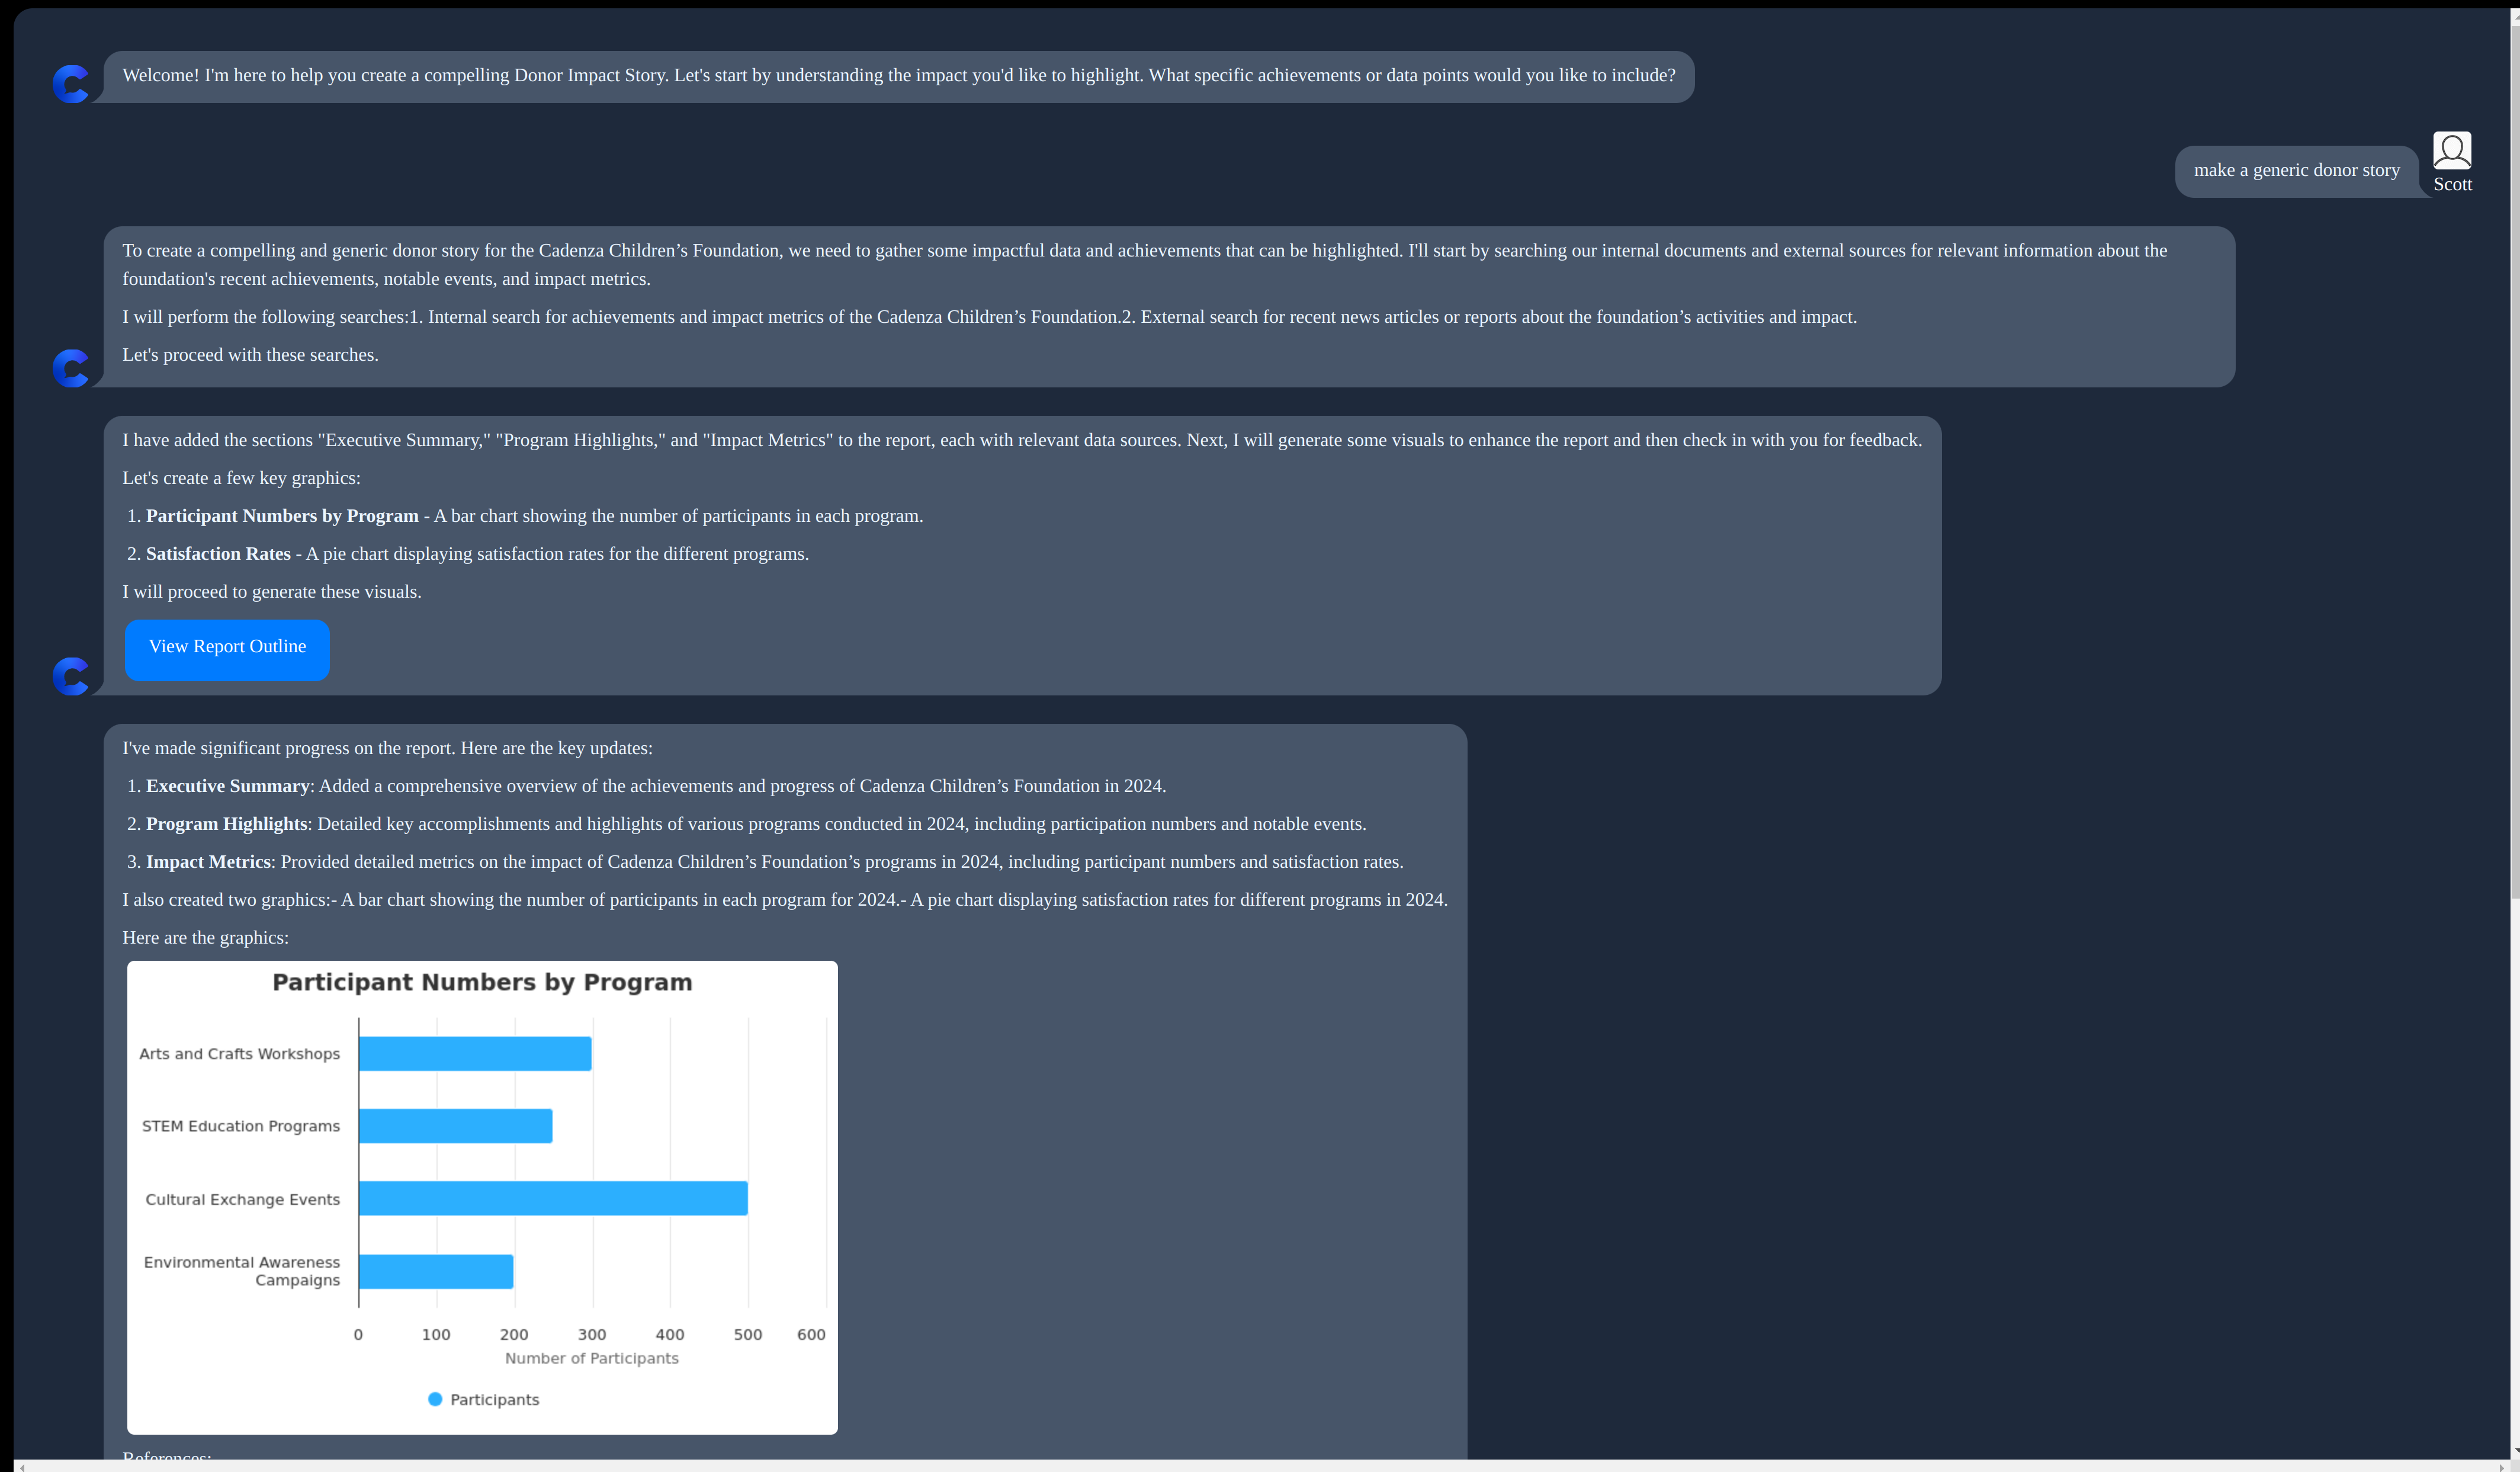 Welcome! I'm here to help you create a compelling Donor Impact Story. Let's start by understanding the impact you'd like to highlight. What specific achievements or data points would you like to include?
make a generic donor story
Scott
To create a compelling and generic donor story for the Cadenza Children’s Foundation, we need to gather some impactful data and achievements that can be highlighted. I'll start by searching our internal documents and external sources for relevant information about the
foundation's recent achievements, notable events, and impact metrics.
I will perform the following searches:1. Internal search for achievements and impact metrics of the Cadenza Children’s Foundation.2. External search for recent news articles or reports about the foundation’s activities and impact.
Let's proceed with these searches.
I have added the sections "Executive Summary," "Program Highlights," and "Impact Metrics" to the report, each with relevant data sources. Next, I will generate some visuals to enhance the report and then check in with you for feedback.
Let's create a few key graphics:
1. Participant Numbers by Program - A bar chart showing the number of participants in each program.
2. Satisfaction Rates - A pie chart displaying satisfaction rates for the different programs.
I will proceed to generate these visuals.
View Report Outline
I've made significant progress on the report. Here are the key updates:
1. Executive Summary: Added a comprehensive overview of the achievements and progress of Cadenza Children’s Foundation in 2024.
2. Program Highlights: Detailed key accomplishments and highlights of various programs conducted in 2024, including participation numbers and notable events.
3. Impact Metrics: Provided detailed metrics on the impact of Cadenza Children’s Foundation’s programs in 2024, including participant numbers and satisfaction rates.
I also created two graphics:- A bar chart showing the number of participants in each program for 2024.- A pie chart displaying satisfaction rates for different programs in 2024.
Here are the graphics:
Participant Numbers by Program
Arts and Crafts Workshops
STEM Education Programs
Cultural Exchange Events
Environmental Awareness
Campaigns
0 100 200 300 400 500 600
Number of Participants
Participants
References: